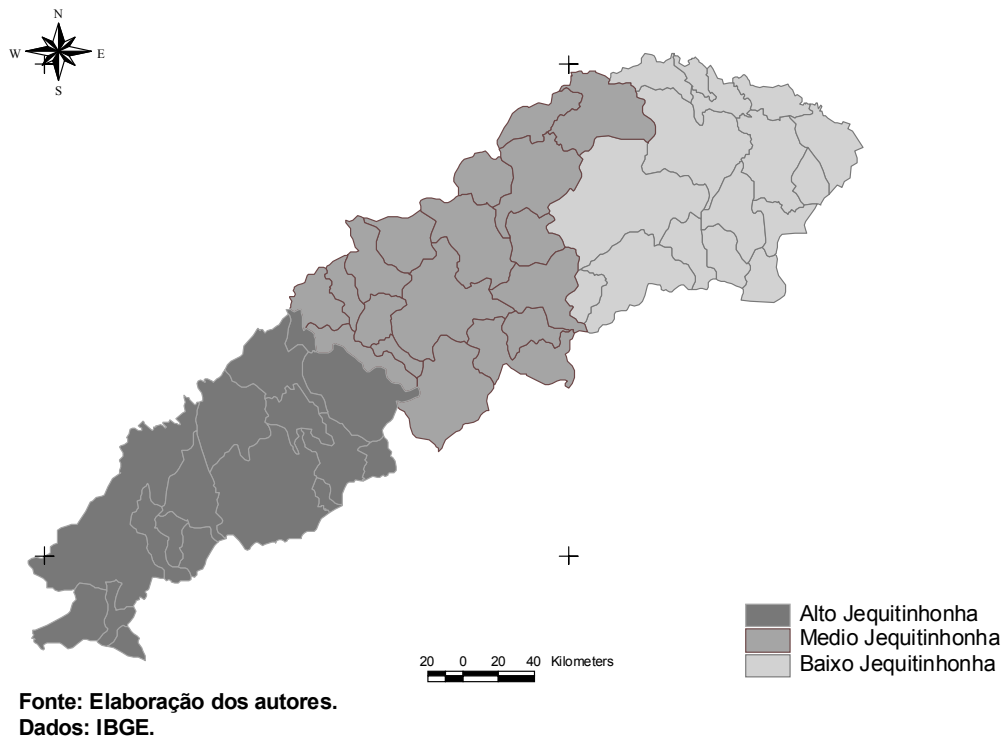 N
W E
S
Alto Jequitinhonha
Medio Jequitinhonha
Baixo Jequitinhonha
20 0 20 40 Kilometers
Fonte: Elaboração dos autores.
Dados: IBGE.